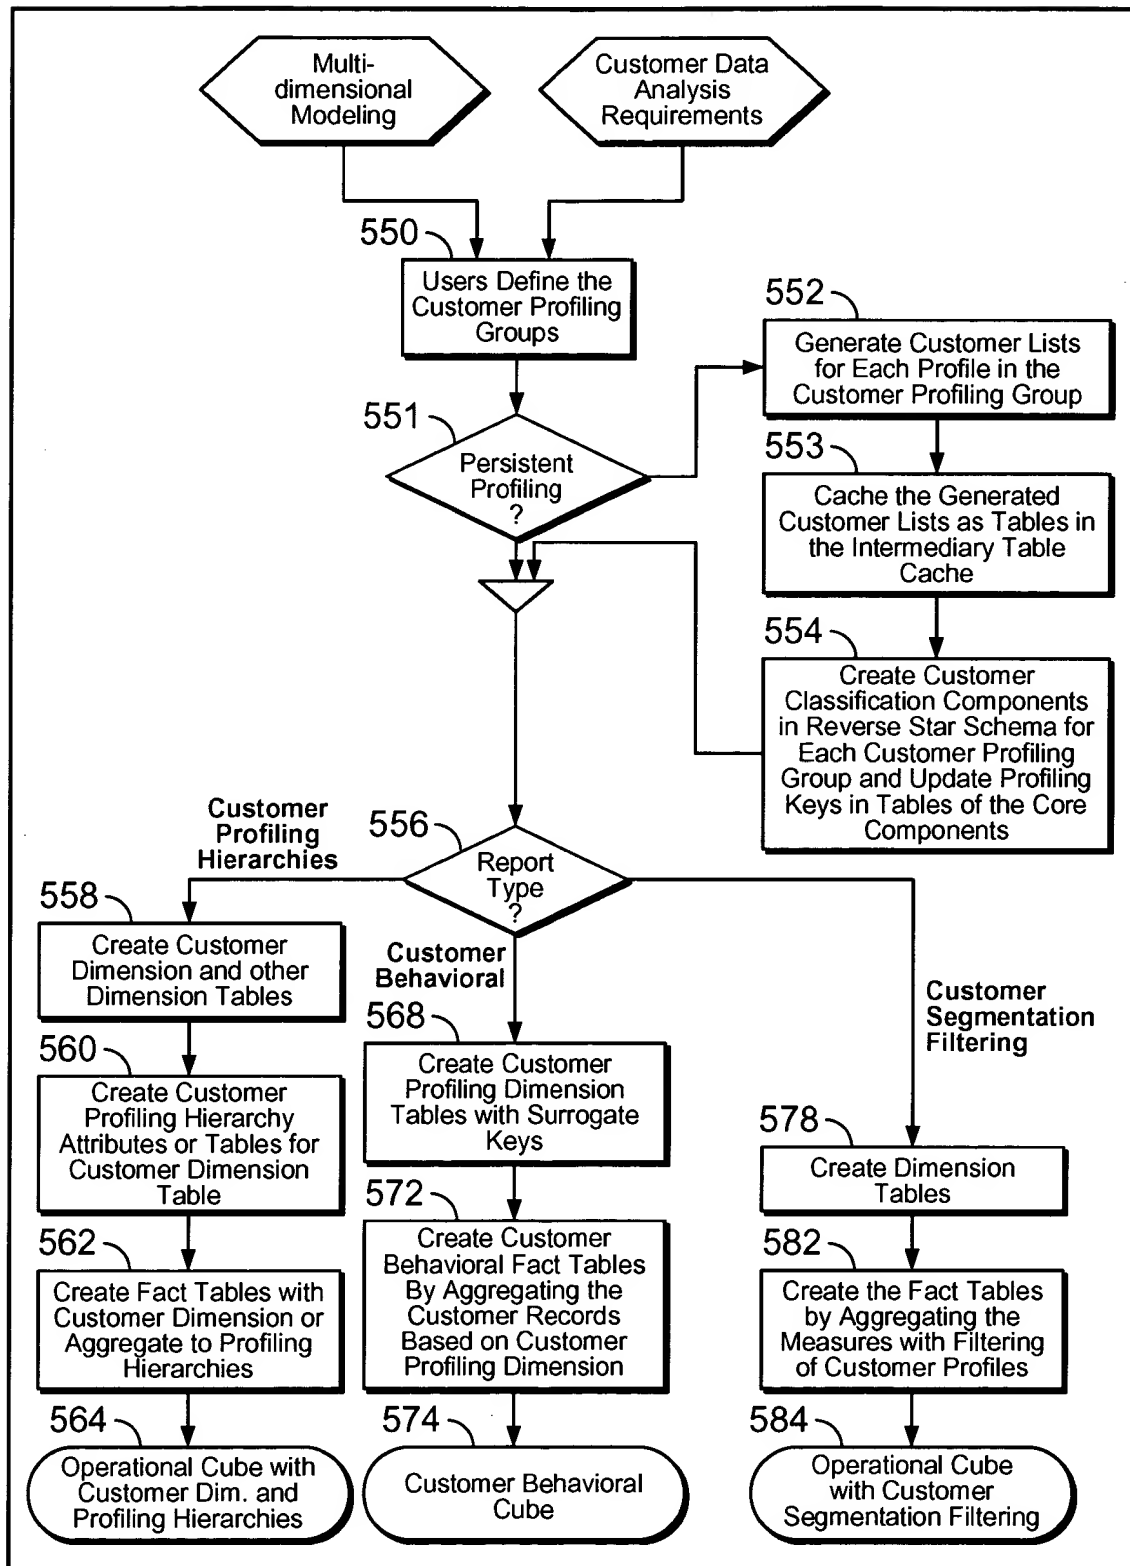 Multi-
dimensional
Modeling
Customer Data
Analysis
Requirements
550
Users Define the
Customer Profiling
Groups
551
Persistent
Profiling
?
552
Generate Customer Lists
for Each Profile in the
Customer Profiling Group
553
Cache the Generated
Customer Lists as Tables in
the Intermediary Table
Cache
554
Create Customer
Classification Components
in Reverse Star Schema for
Each Customer Profiling
Group and Update Profiling
Keys in Tables of the Core
Components
556
Report
Type
?
Customer
Profiling
Hierarchies
558
Create Customer
Dimension and other
Dimension Tables
560
Create Customer
Profiling Hierarchy
Attributes or Tables for
Customer Dimension
Table
562
Create Fact Tables with
Customer Dimension or
Aggregate to Profiling
Hierarchies
564
Operational Cube with
Customer Dim. and
Profiling Hierarchies
Customer
Behavioral
568
Create Customer
Profiling Dimension
Tables with Surrogate
Keys
572
Create Customer
Behavioral Fact Tables
By Aggregating the
Customer Records
Based on Customer
Profiling Dimension
574
Customer Behavioral
Cube
Customer
Segmentation
Filtering
578
Create Dimension
Tables
582
Create the Fact Tables
by Aggregating the
Measures with Filtering
of Customer Profiles
584
Operational Cube
with Customer
Segmentation Filtering